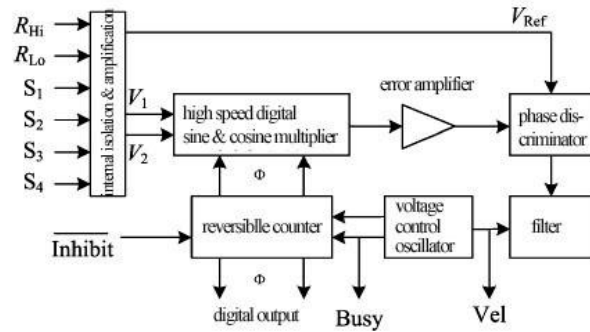 R_Hi
R_Lo
S_1
S_2
S_3
S_4
internal isolation & amplification
V_1
V_2
V_Ref
high speed digital
sine & cosine multiplier
error amplifier
phase dis-
criminator
Φ
Inhibit
reversiblle counter
voltage
control
oscillator
filter
Φ
digital output
Busy
Vel